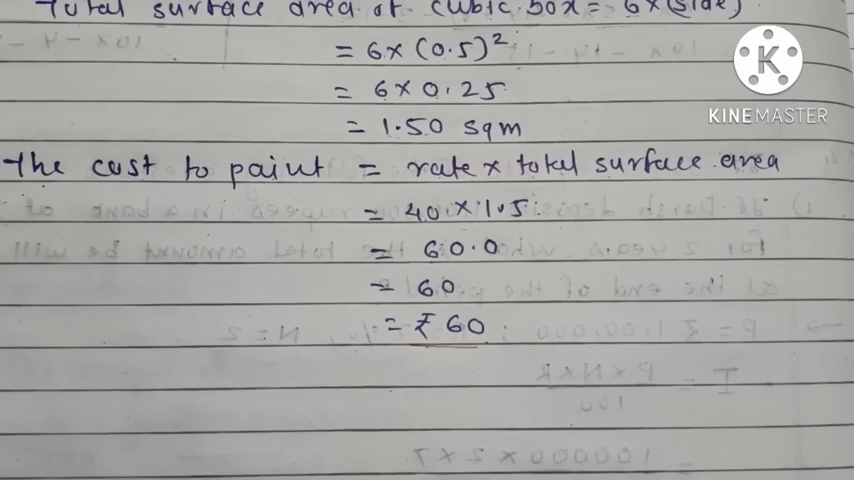 Total surface area of cubic box = 6×(side)
= 6×(0.5)²
= 6×0.25
= 1.50 sqm
The cost to paint = rate × total surface area
= 40×1.5
= 60.0
= 60
= ₹60
K
KINEMASTER